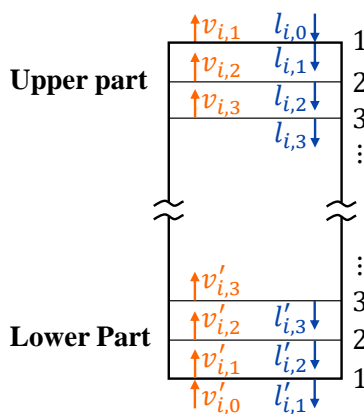 v_{i,1} l_{i,0} 1
Upper part v_{i,2} l_{i,1} 2
v_{i,3} l_{i,2} 3
l_{i,3} ⋮
⋮
v'_{i,3} 3
Lower Part v'_{i,2} l'_{i,3} 2
v'_{i,1} l'_{i,2} 1
v'_{i,0} l'_{i,1}